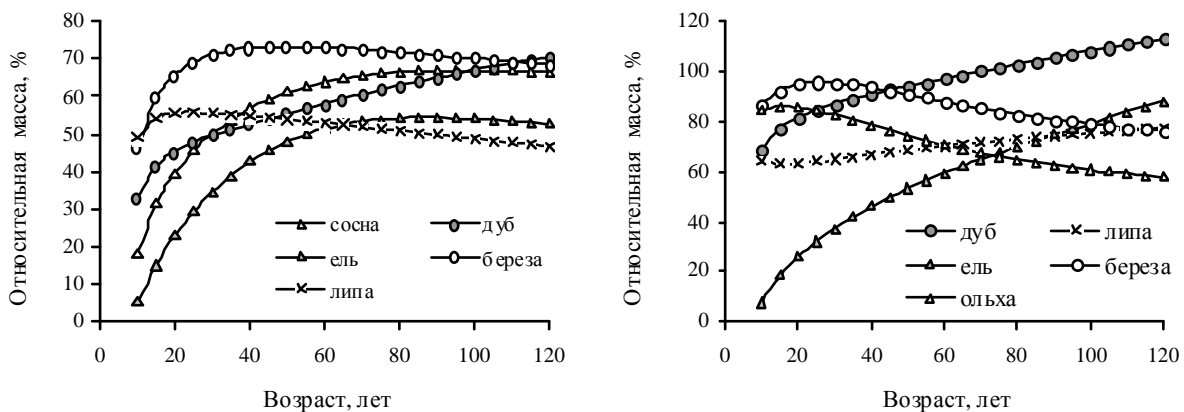 Относительная масса, %
80
70
60
50
40
30
20
10
0
сосна
дуб
ель
береза
липа
0 20 40 60 80 100 120
Возраст, лет
Относительная масса, %
140
120
100
80
60
40
20
0
дуб
липа
ель
береза
ольха
0 20 40 60 80 100 120
Возраст, лет